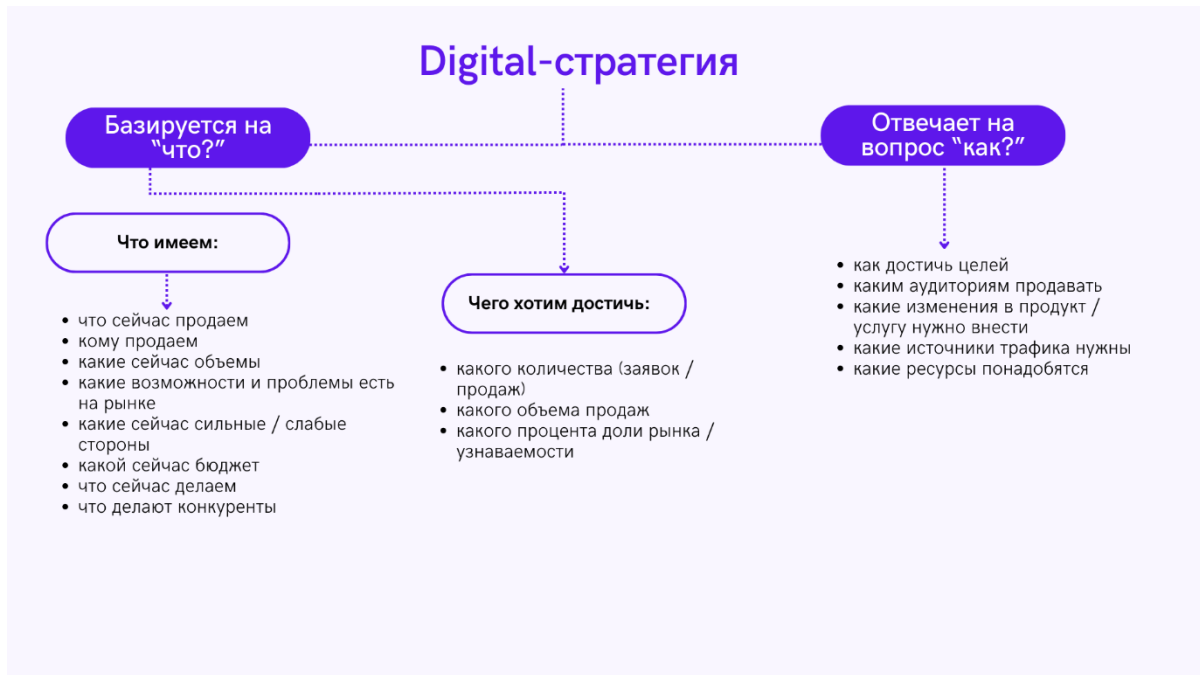 Digital-стратегия
Базируется на
“что?”
Отвечает на
вопрос “как?”
Что имеем:
• что сейчас продаем
• кому продаем
• какие сейчас объемы
• какие возможности и проблемы есть
на рынке
• какие сейчас сильные / слабые
стороны
• какой сейчас бюджет
• что сейчас делаем
• что делают конкуренты
Чего хотим достичь:
• какого количества (заявок /
продаж)
• какого объема продаж
• какого процента доли рынка /
узнаваемости
• как достичь целей
• каким аудиториям продавать
• какие изменения в продукт /
услугу нужно внести
• какие источники трафика нужны
• какие ресурсы понадобятся